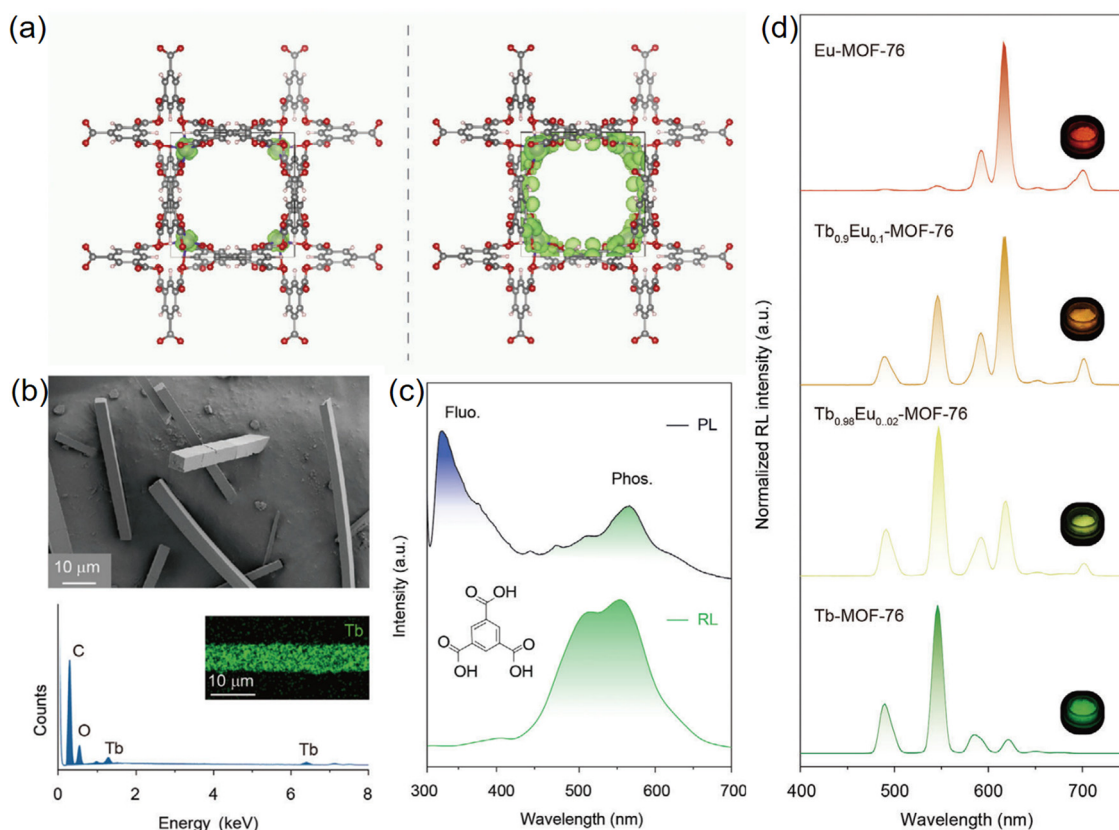 (a)
(b)
10 μm
Counts
C
O
Tb
Tb
Tb
10 μm
0 2 4 6 8
Energy (keV)
(c)
Fluo.
PL
Phos.
RL
O
OH
O
OH
O
OH
Intensity (a.u.)
300 400 500 600 700
Wavelength (nm)
(d)
Eu-MOF-76
Tb0.9Eu0.1-MOF-76
Tb0.98Eu0..02-MOF-76
Tb-MOF-76
Normalized RL intensity (a.u.)
400 500 600 700
Wavelength (nm)